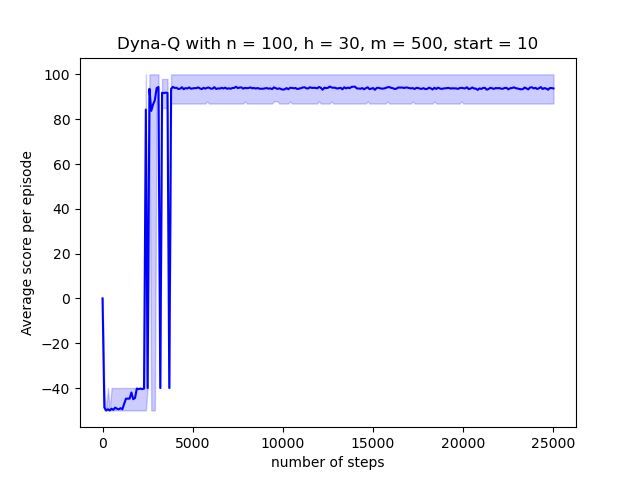 Dyna-Q with n = 100, h = 30, m = 500, start = 10
100
80
60
40
20
0
−20
−40
Average score per episode
0 5000 10000 15000 20000 25000
number of steps